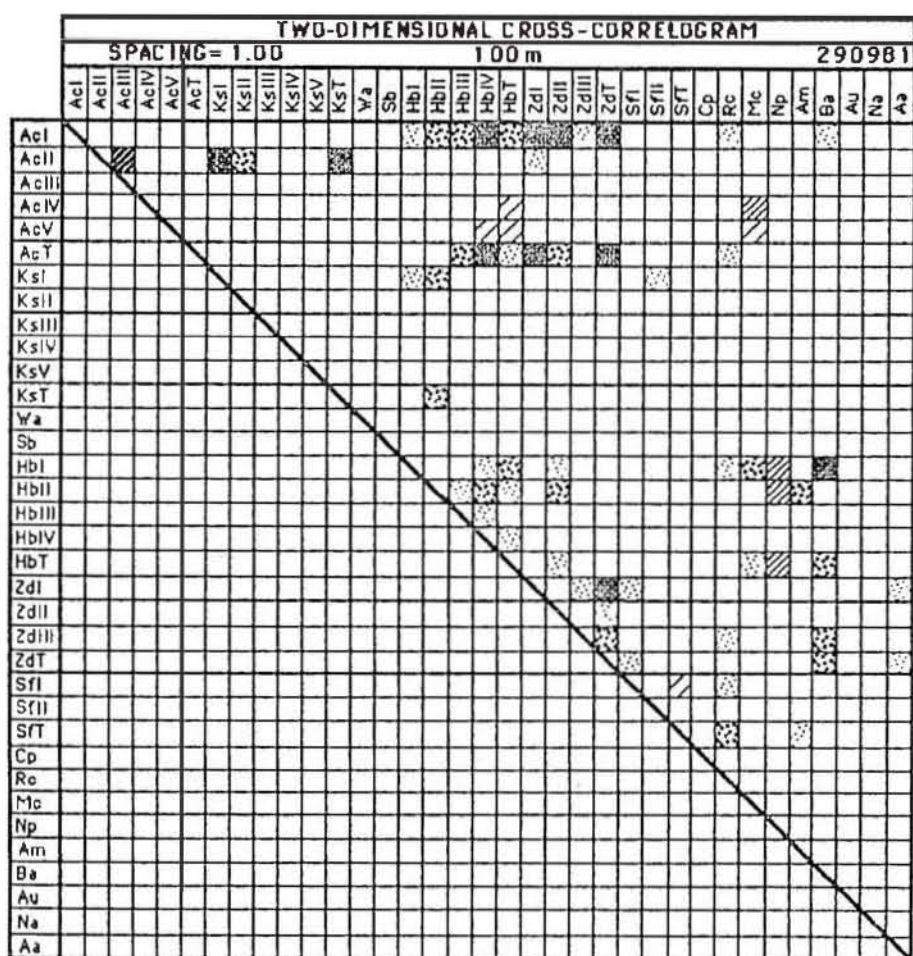 TWO-DIMENSIONAL CROSS-CORRELOGRAM
SPACING= 1.00 100 m 290981
AcI AcII AcIII AcIV AcV AcT KsI KsII KsIII KsIV KsV KsT Wa Sb HbI HbII HbIII HbIV HbT ZdI ZdII ZdIII ZdT SfI SfII SfT Cp Rc Mc Np Am Ba Au Na Aa
AcI
AcII
AcIII
AcIV
AcV
AcT
KsI
KsII
KsIII
KsIV
KsV
KsT
Wa
Sb
HbI
HbII
HbIII
HbIV
HbT
ZdI
ZdII
ZdIII
ZdT
SfI
SfII
SfT
Cp
Rc
Mc
Np
Am
Ba
Au
Na
Aa